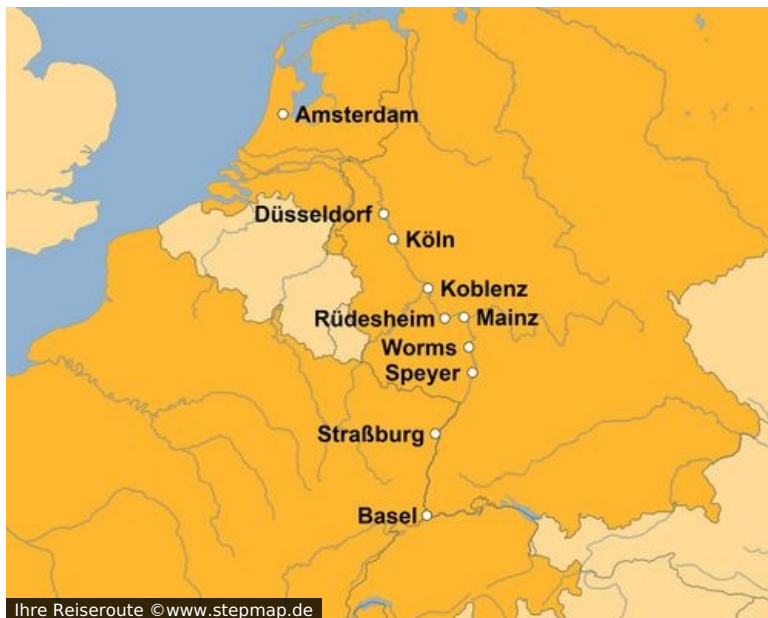 Amsterdam
Düsseldorf
Köln
Koblenz
Rüdesheim
Mainz
Worms
Speyer
Straßburg
Basel
Ihre Reiseroute ©www.stepmap.de